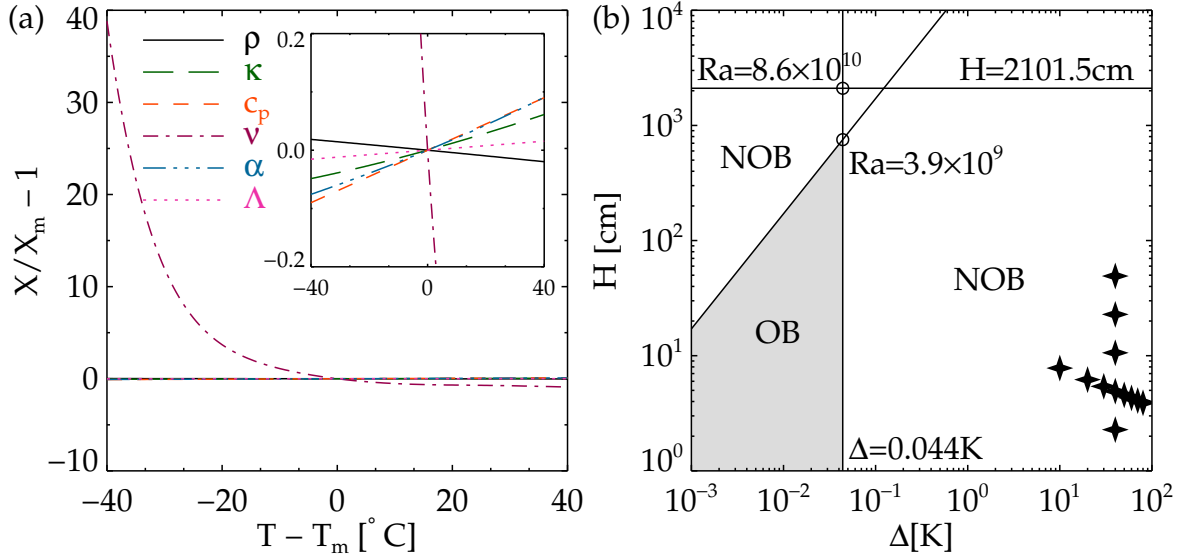 (a)
40
30
20
10
0
−10
X/X_m − 1
ρ
κ
c_p
ν
α
Λ
0.2
0.0
−0.2
−40
0
40
−40
−20
0
20
40
T − T_m [° C]
(b)
10^4
10^3
10^2
10^1
10^0
H [cm]
Ra=8.6×10^10
H=2101.5cm
NOB
Ra=3.9×10^9
NOB
OB
Δ=0.044K
10^−3
10^−2
10^−1
10^0
10^1
10^2
Δ[K]